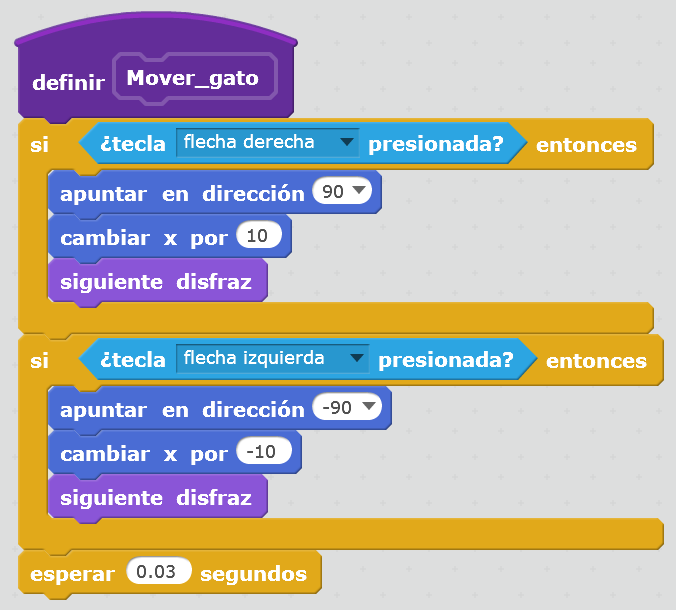 definir Mover_gato
si ¿tecla flecha derecha presionada? entonces
apuntar en dirección 90
cambiar x por 10
siguiente disfraz
si ¿tecla flecha izquierda presionada? entonces
apuntar en dirección -90
cambiar x por -10
siguiente disfraz
esperar 0.03 segundos